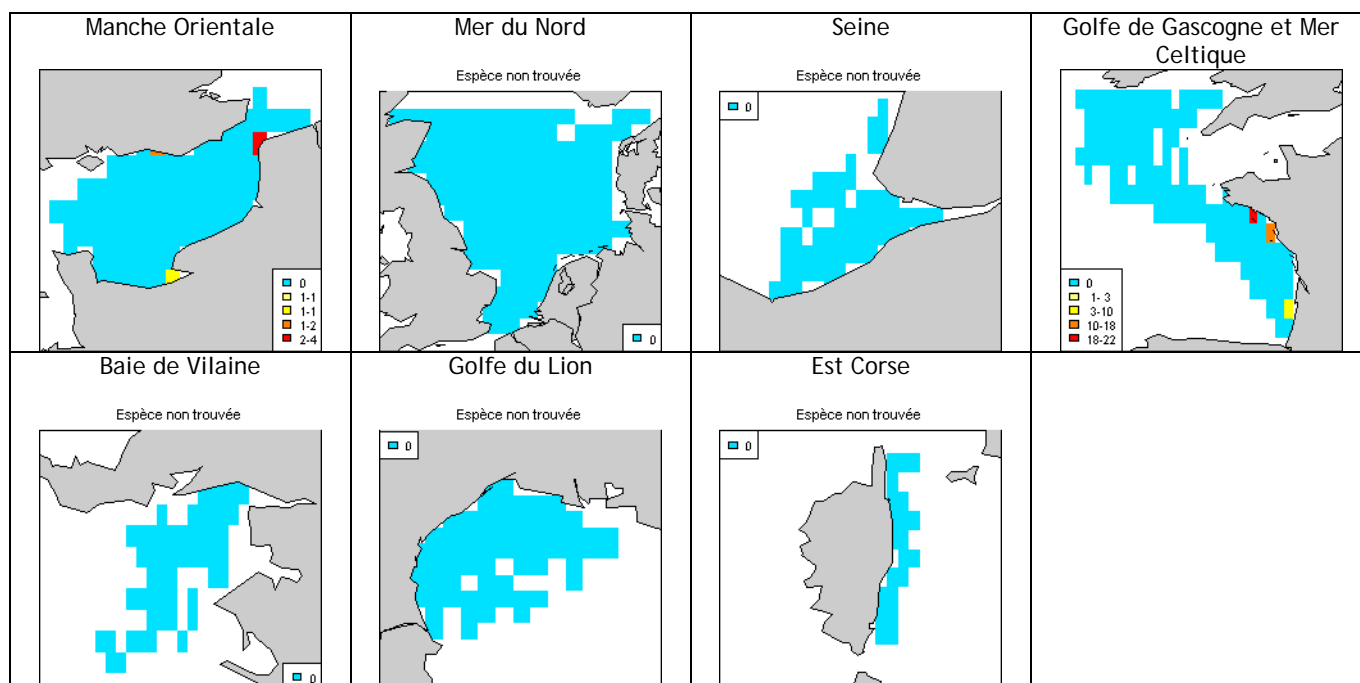 Manche Orientale
0
1-1
1-1
1-2
2-4
Mer du Nord
Espèce non trouvée
0
Seine
Espèce non trouvée
0
Golfe de Gascogne et Mer
Celtique
0
1- 3
3-10
10-18
18-22
Baie de Vilaine
Espèce non trouvée
0
Golfe du Lion
Espèce non trouvée
0
Est Corse
Espèce non trouvée
0